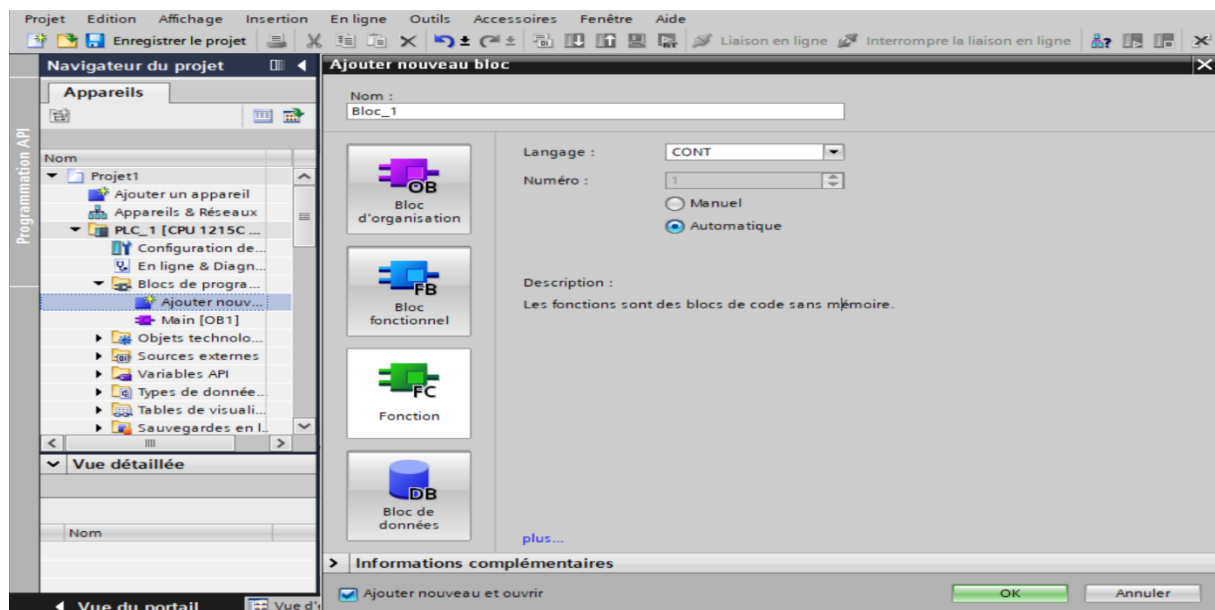 Projet Edition Affichage Insertion En ligne Outils Accessoires Fenêtre Aide
Enregistrer le projet Liaison en ligne Interrompre la liaison en ligne
Programmation API
Navigateur du projet
Appareils
Nom
Projet1
Ajouter un appareil
Appareils & Réseaux
PLC_1 [CPU 1215C ...
Configuration de...
En ligne & Diagn...
Blocs de progra...
Ajouter nouv...
Main [OB1]
Objets technolo...
Sources externes
Variables API
Types de donnée...
Tables de visuali...
Sauvegardes en l.
Vue détaillée
Nom
Vue du portail
Vue d'
Ajouter nouveau bloc
Nom :
Bloc_1
OB
Bloc
d'organisation
FB
Bloc
fonctionnel
FC
Fonction
DB
Bloc de
données
Langage : CONT
Numéro : 1
Manuel
Automatique
Description :
Les fonctions sont des blocs de code sans mémoire.
plus...
Informations complémentaires
Ajouter nouveau et ouvrir
OK
Annuler